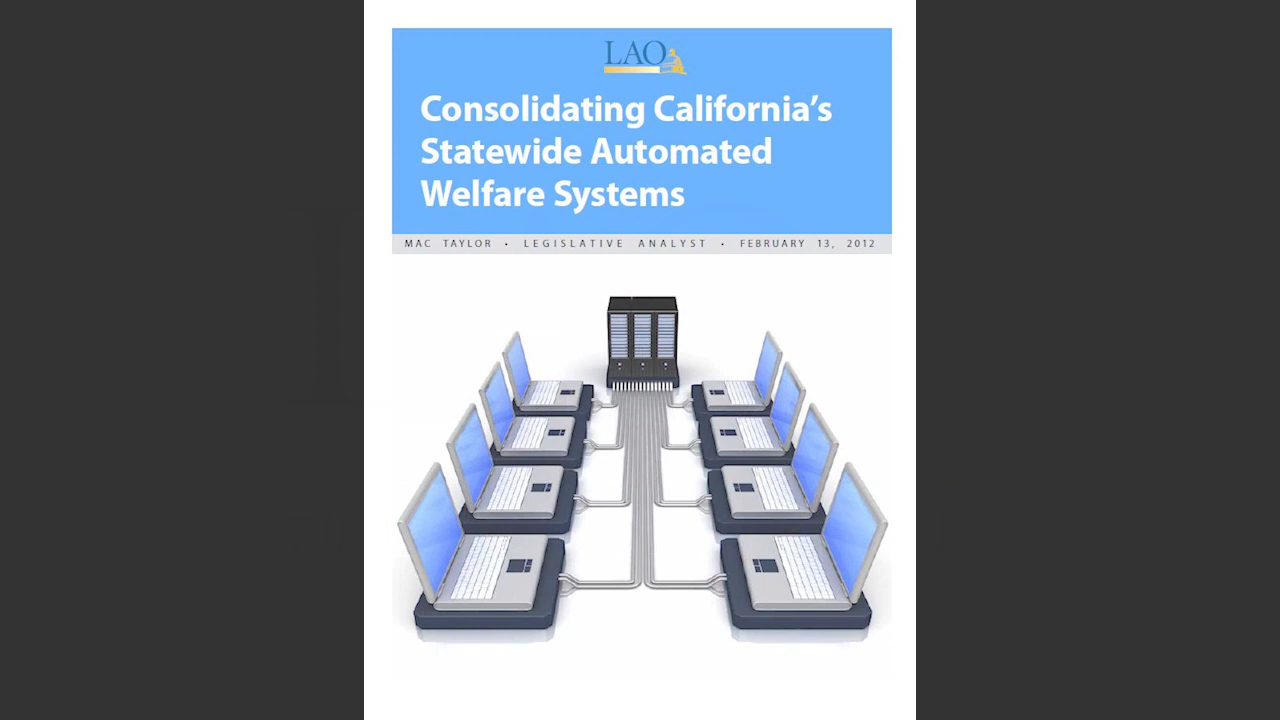 LAO
Consolidating California’s
Statewide Automated
Welfare Systems
MAC TAYLOR • LEGISLATIVE ANALYST • FEBRUARY 13, 2012